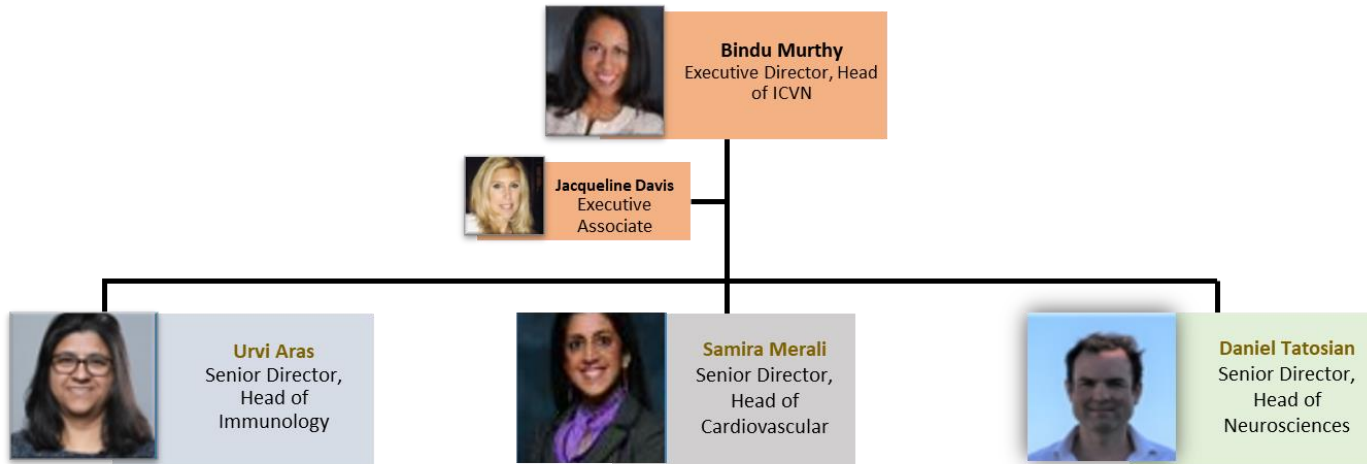 Bindu Murthy
Executive Director, Head
of ICVN
Jacqueline Davis
Executive
Associate
Urvi Aras
Senior Director,
Head of
Immunology
Samira Merali
Senior Director,
Head of
Cardiovascular
Daniel Tatosian
Senior Director,
Head of
Neurosciences